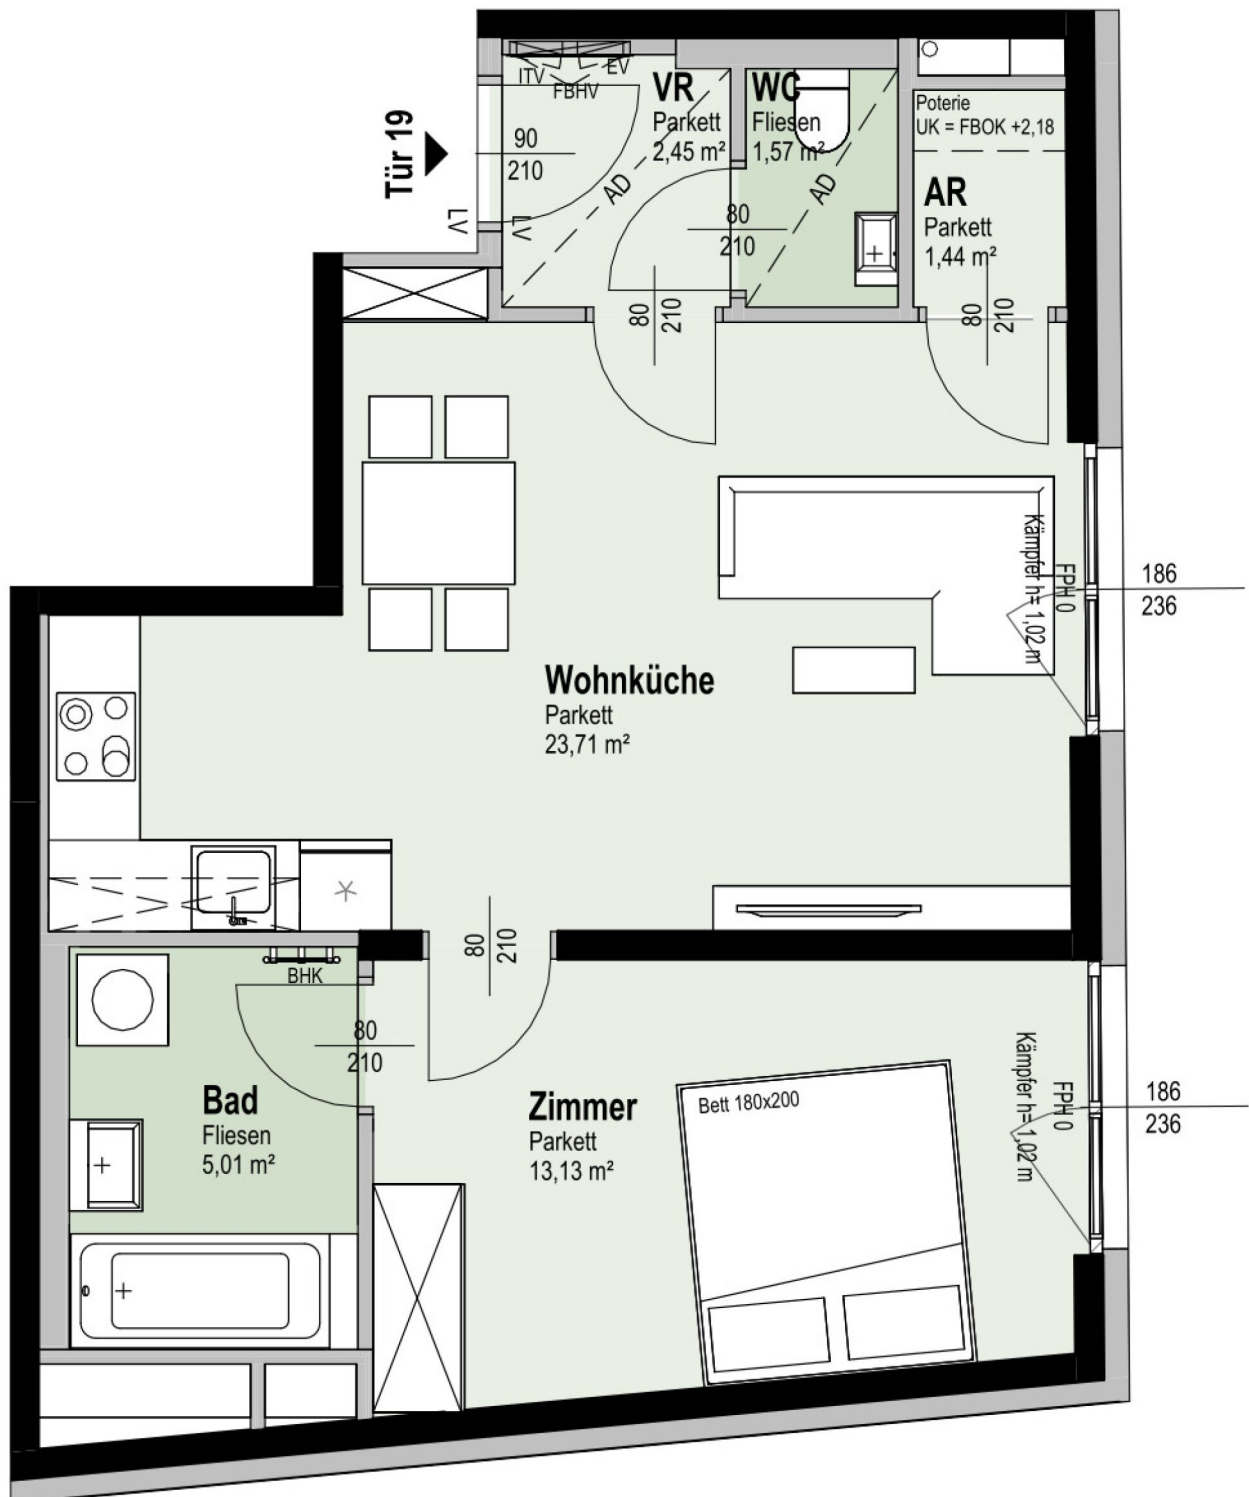 ITV
EV
FBHV
VR
Parkett
2,45 m²
WC
Fliesen
1,57 m²
Poterie
UK = FBOK +2,18
AR
Parkett
1,44 m²
Tür 19
90
210
LV
LV
AD
AD
80
210
80
210
80
210
Kämpfer h= 1,02 m
FPH 0
186
236
Wohnküche
Parkett
23,71 m²
80
210
BHK
80
210
Bad
Fliesen
5,01 m²
Zimmer
Parkett
13,13 m²
Bett 180x200
Kämpfer h= 1,02 m
FPH 0
186
236